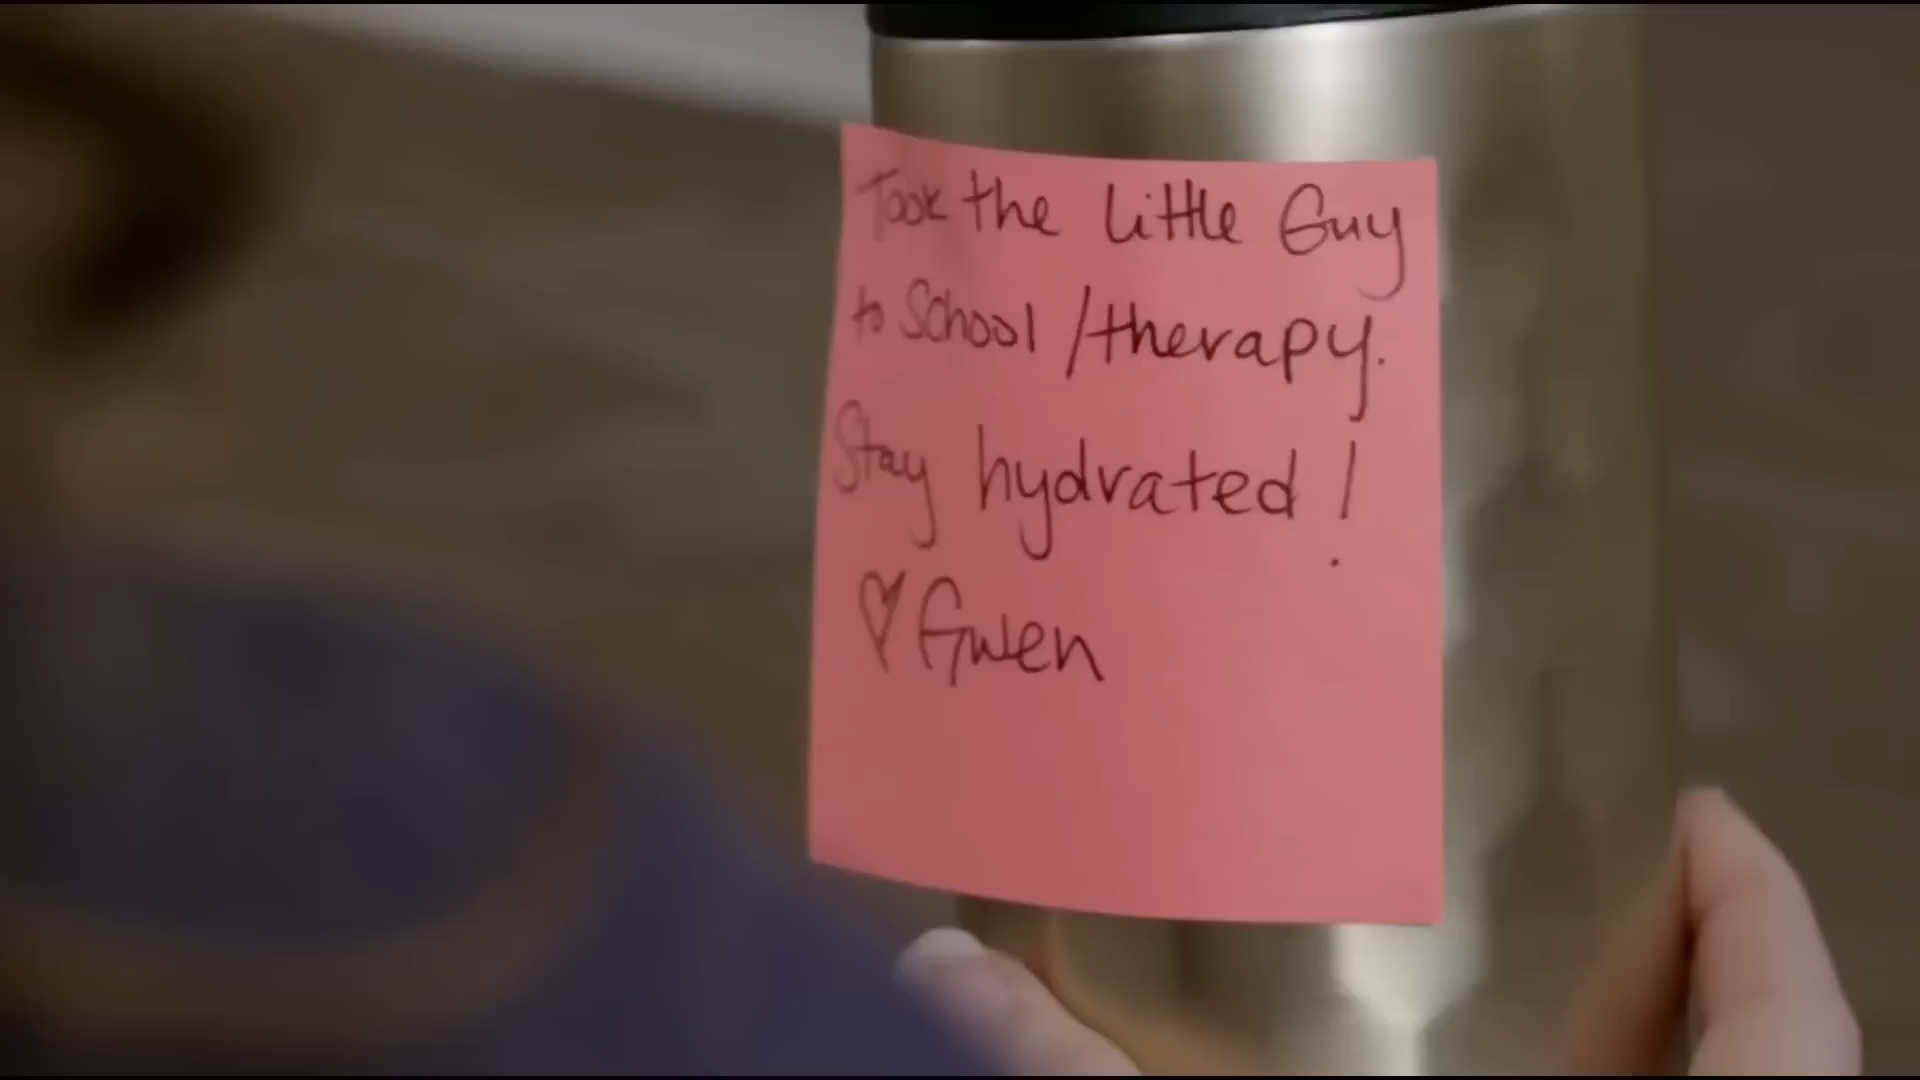 Took the little Guy
to School/therapy.
Stay hydrated!
♡Gwen